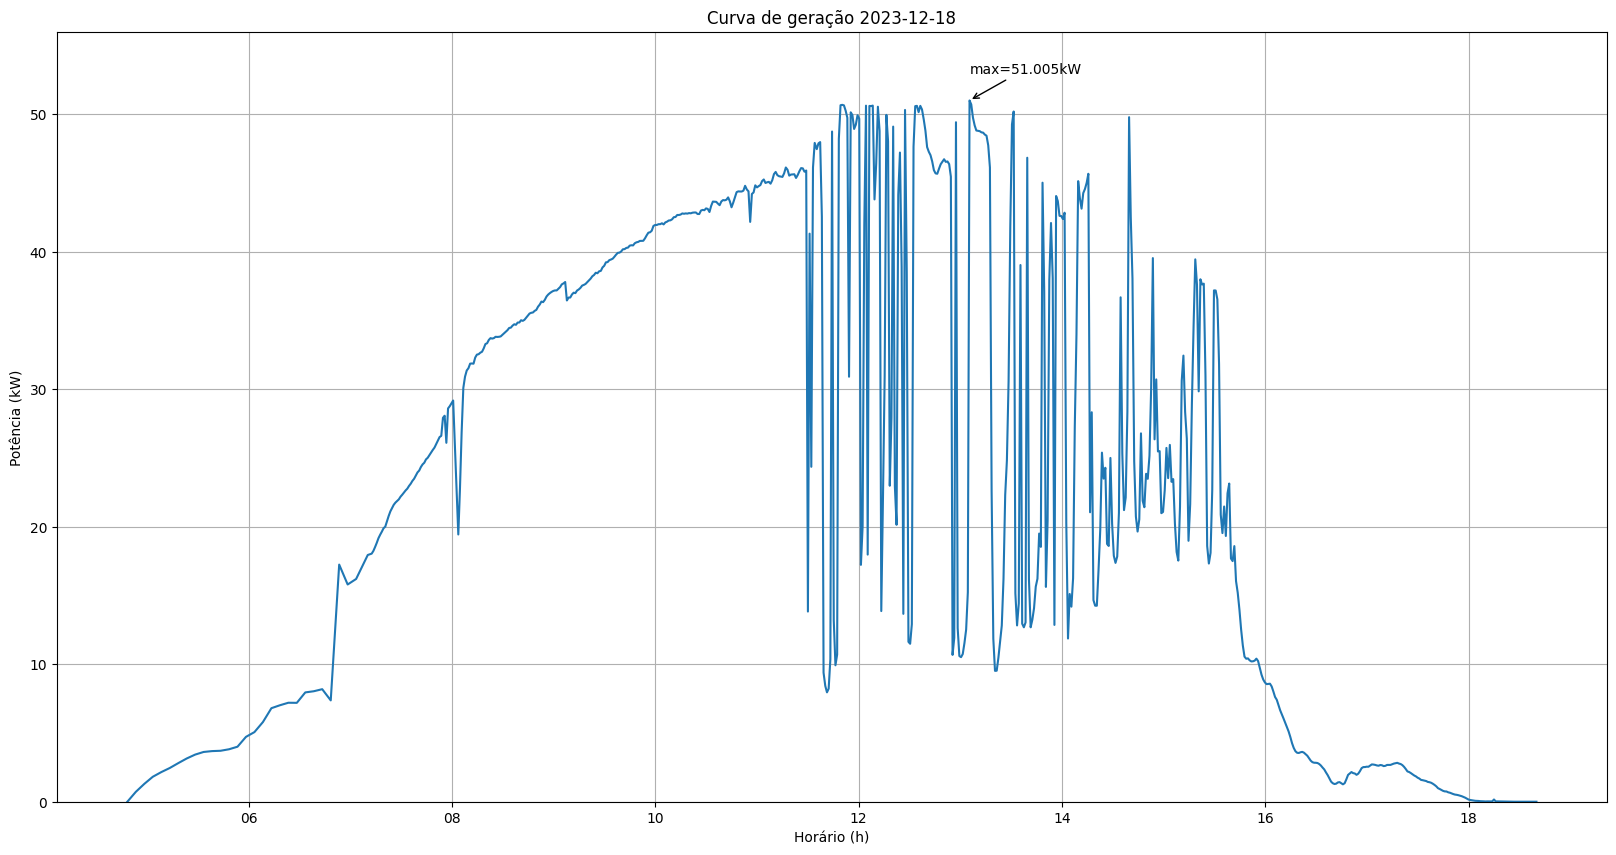 Curva de geração 2023-12-18
max=51.005kW
Potência (kW)
50
40
30
20
10
0
06 08 10 12 14 16 18
Horário (h)